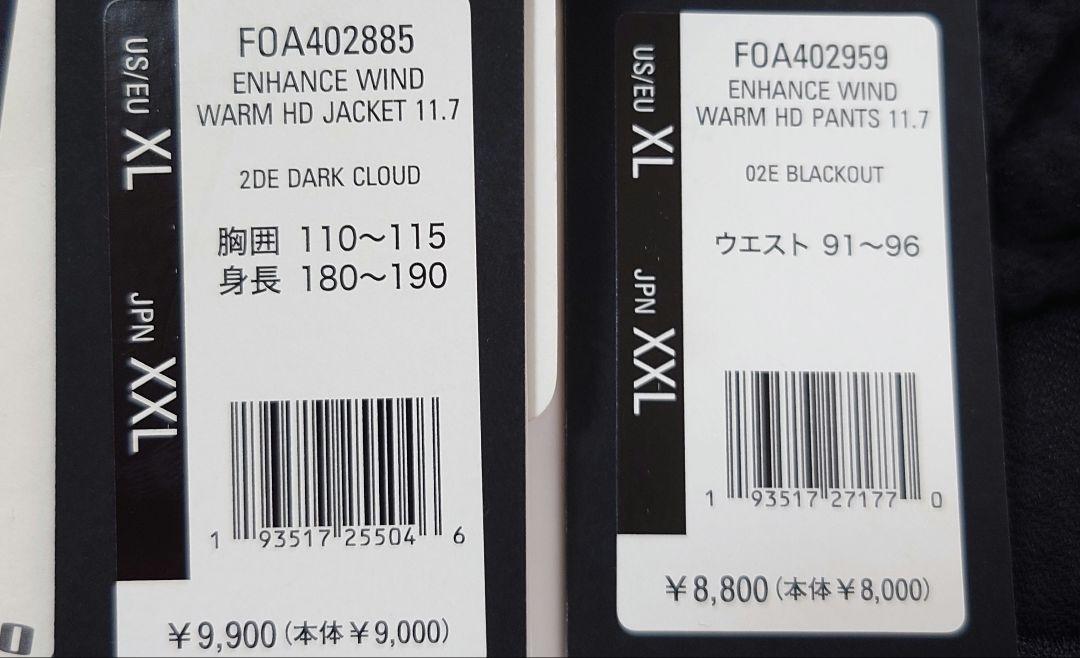 US/EU XL
JPN XXL
FOA402885
ENHANCE WIND
WARM HD JACKET 11.7
2DE DARK CLOUD
胸囲 110〜115
身長 180〜190
1 93517 25504 6
¥9,900(本体¥9,000)
US/EU XL
JPN XXL
FOA402959
ENHANCE WIND
WARM HD PANTS 11.7
02E BLACKOUT
ウエスト 91〜96
1 93517 27177 0
¥8,800(本体¥8,000)